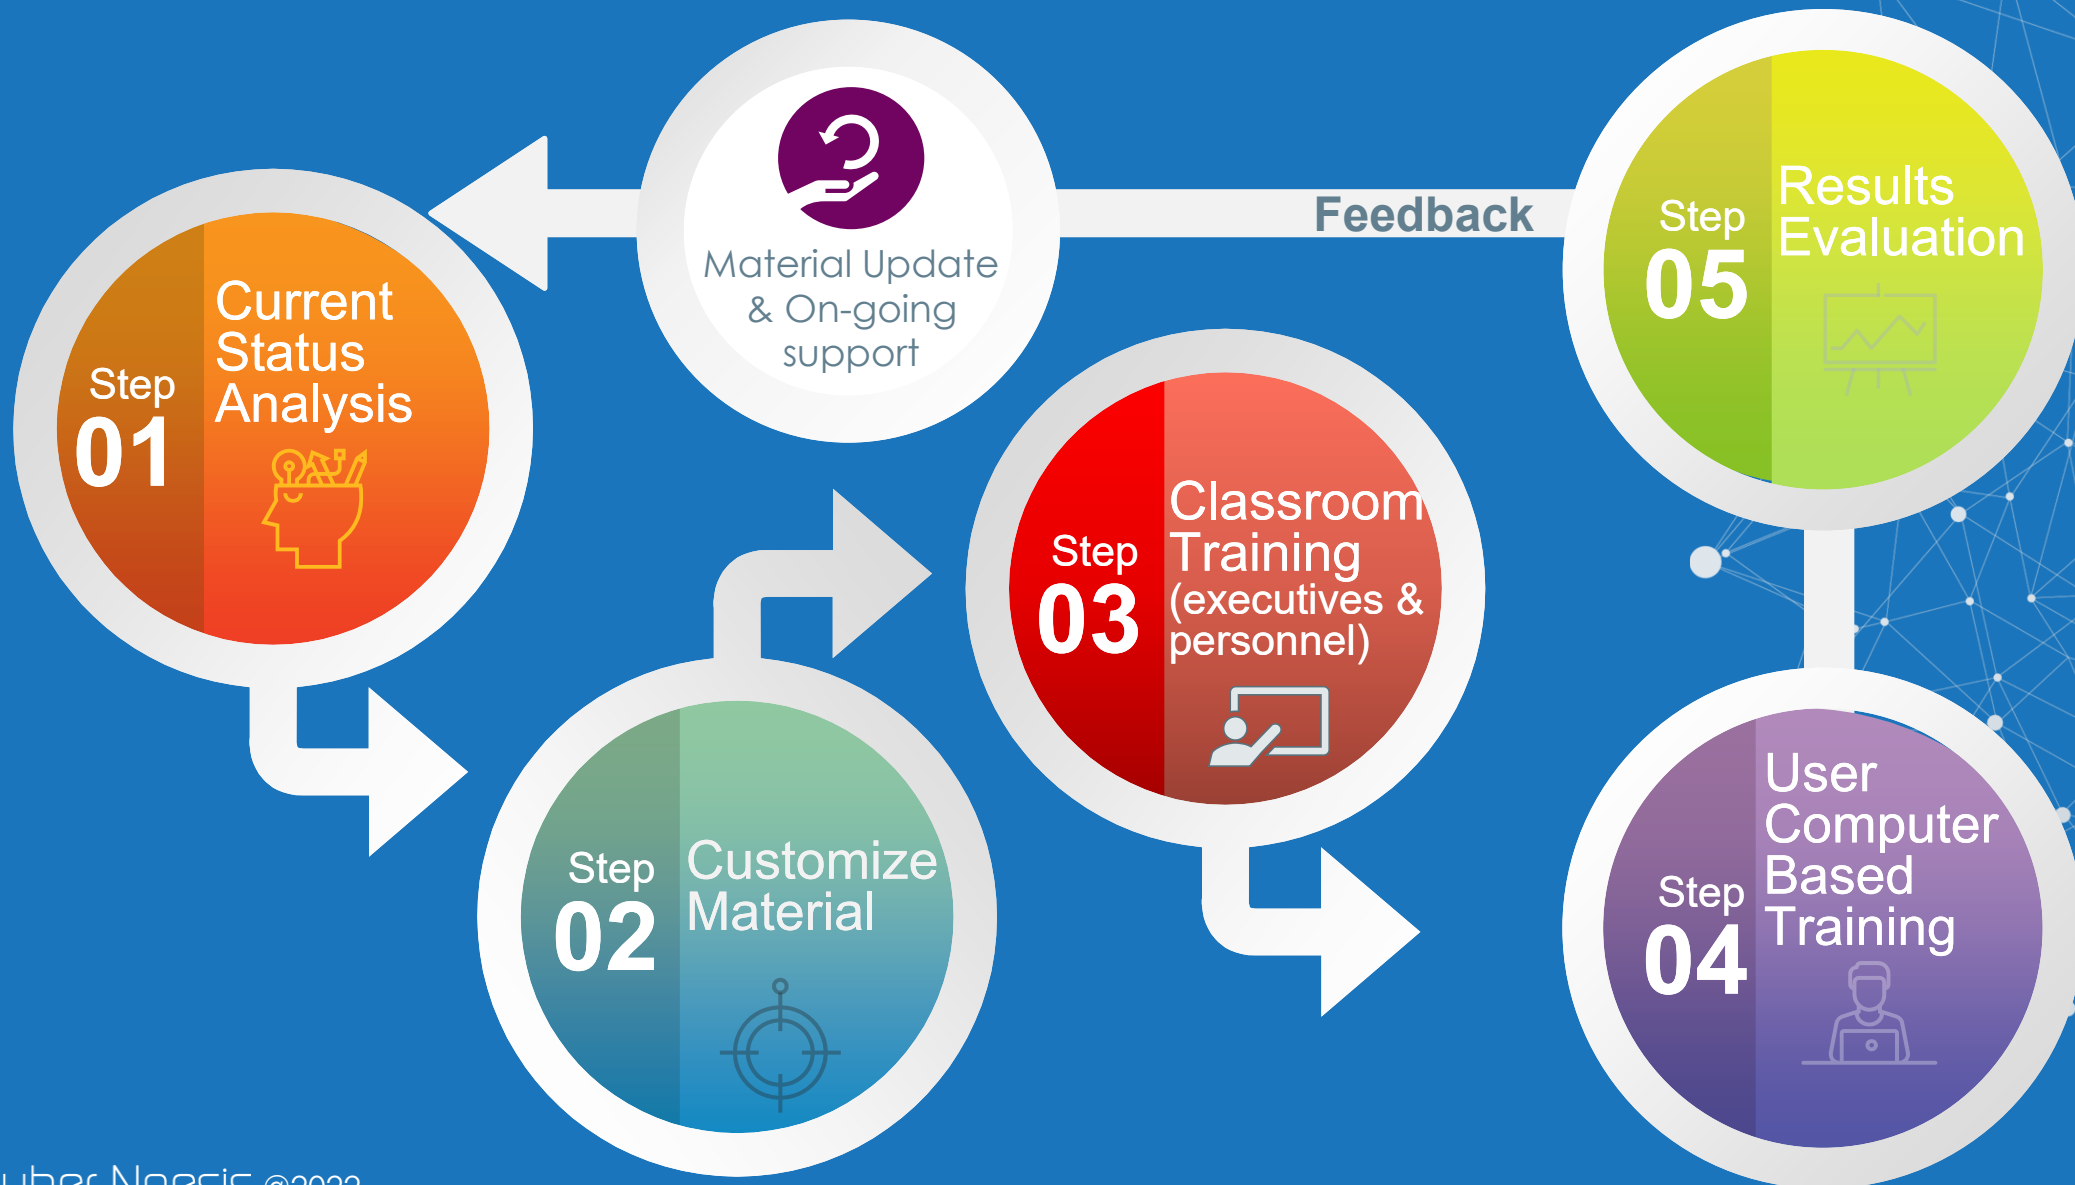 Step
01
Current
Status
Analysis
Step
02
Customize
Material
Step
03
Classroom
Training
(executives &
personnel)
Step
04
User
Computer
Based
Training
Step
05
Results
Evaluation
Feedback
Material Update
& On-going
support
Noesis